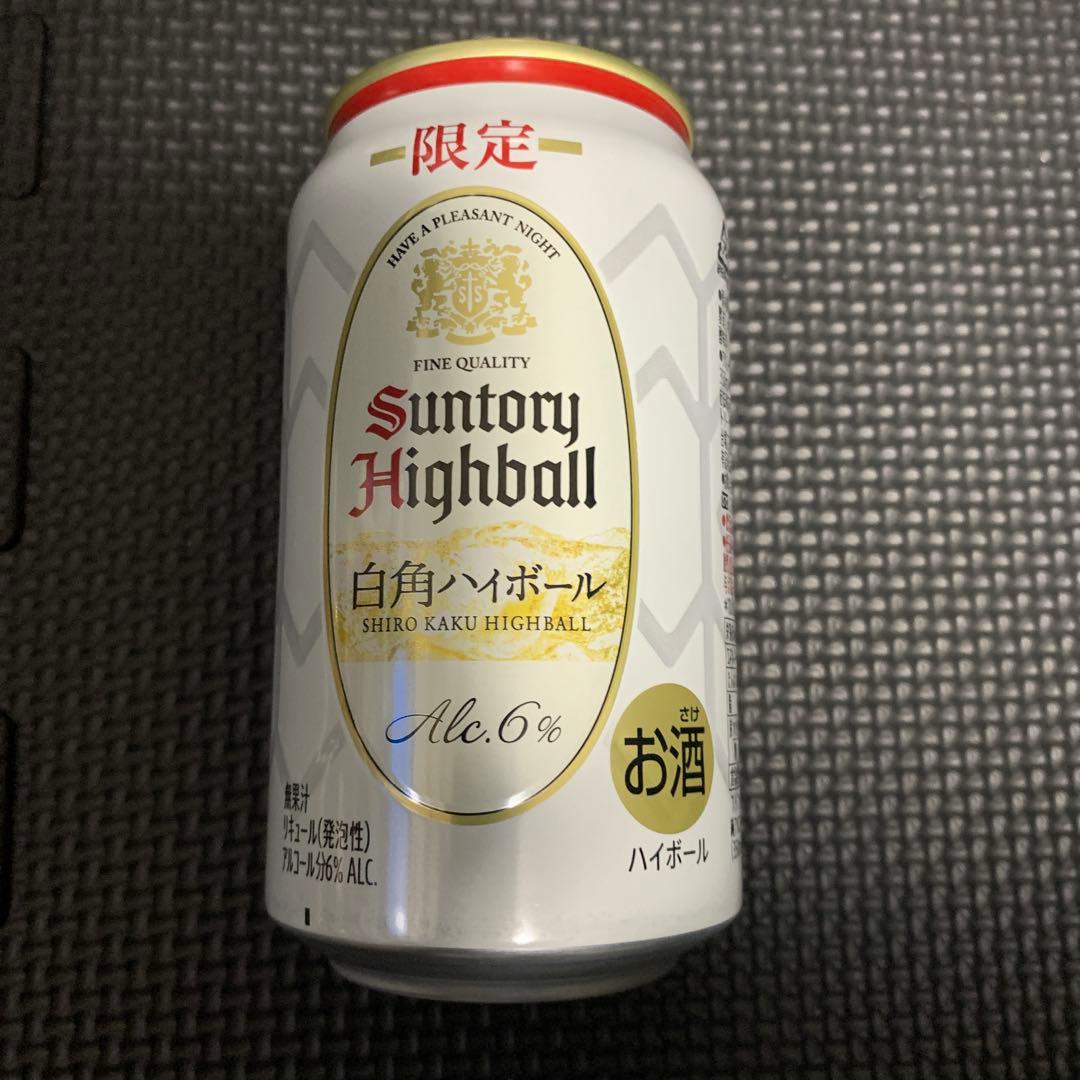 限定
HAVE A PLEASANT NIGHT
SS
FINE QUALITY
Suntory
Highball
白角ハイボール
SHIRO KAKU HIGHBALL
Alc.6%
さけ
お酒
ハイボール
無果汁
リキュール(発泡性)
アルコール分6% ALC.